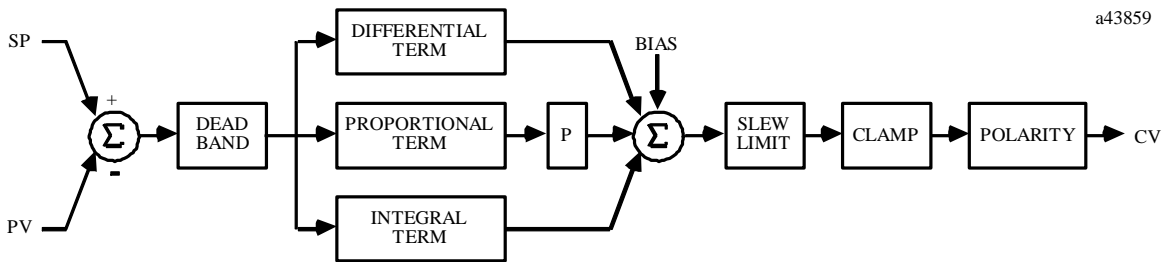 a43859
SP
DIFFERENTIAL
TERM
BIAS
+
Σ
-
DEAD
BAND
PROPORTIONAL
TERM
P
Σ
SLEW
LIMIT
CLAMP
POLARITY
CV
PV
INTEGRAL
TERM